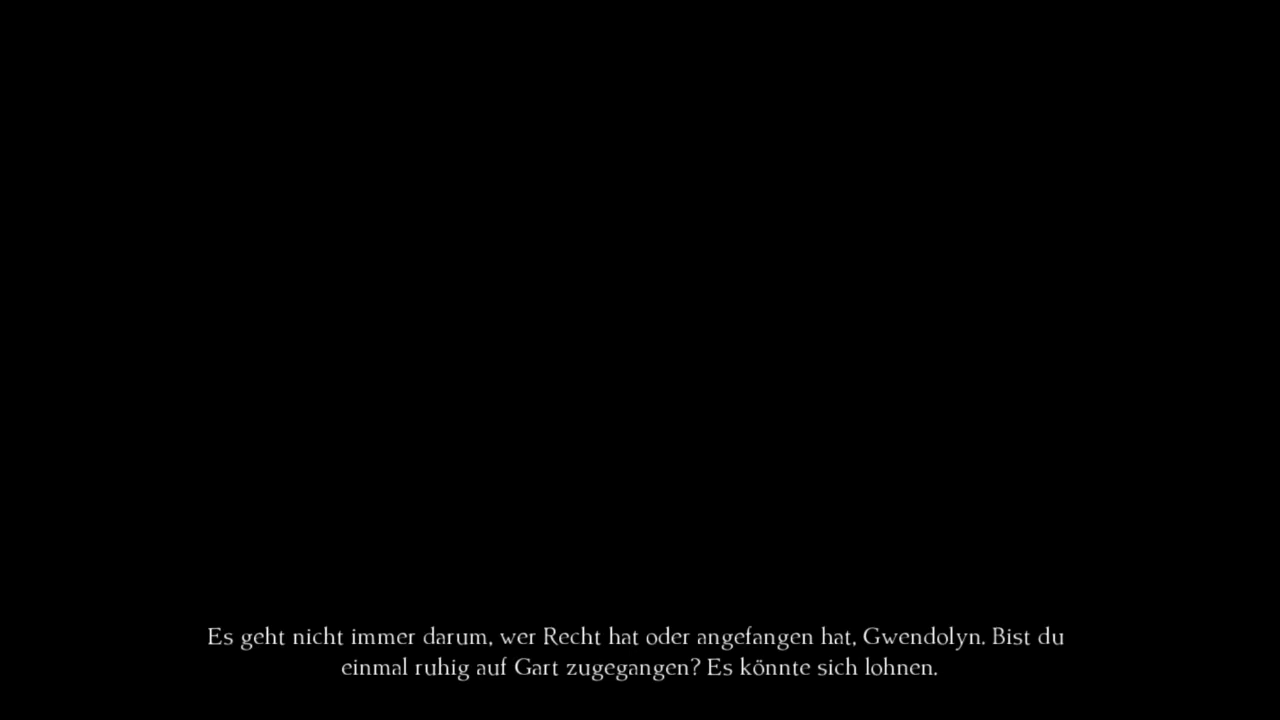 Es geht nicht immer darum, wer Recht hat oder angefangen hat, Gwendolyn. Bist du
einmal ruhig auf Gart zugegangen? Es könnte sich lohnen.